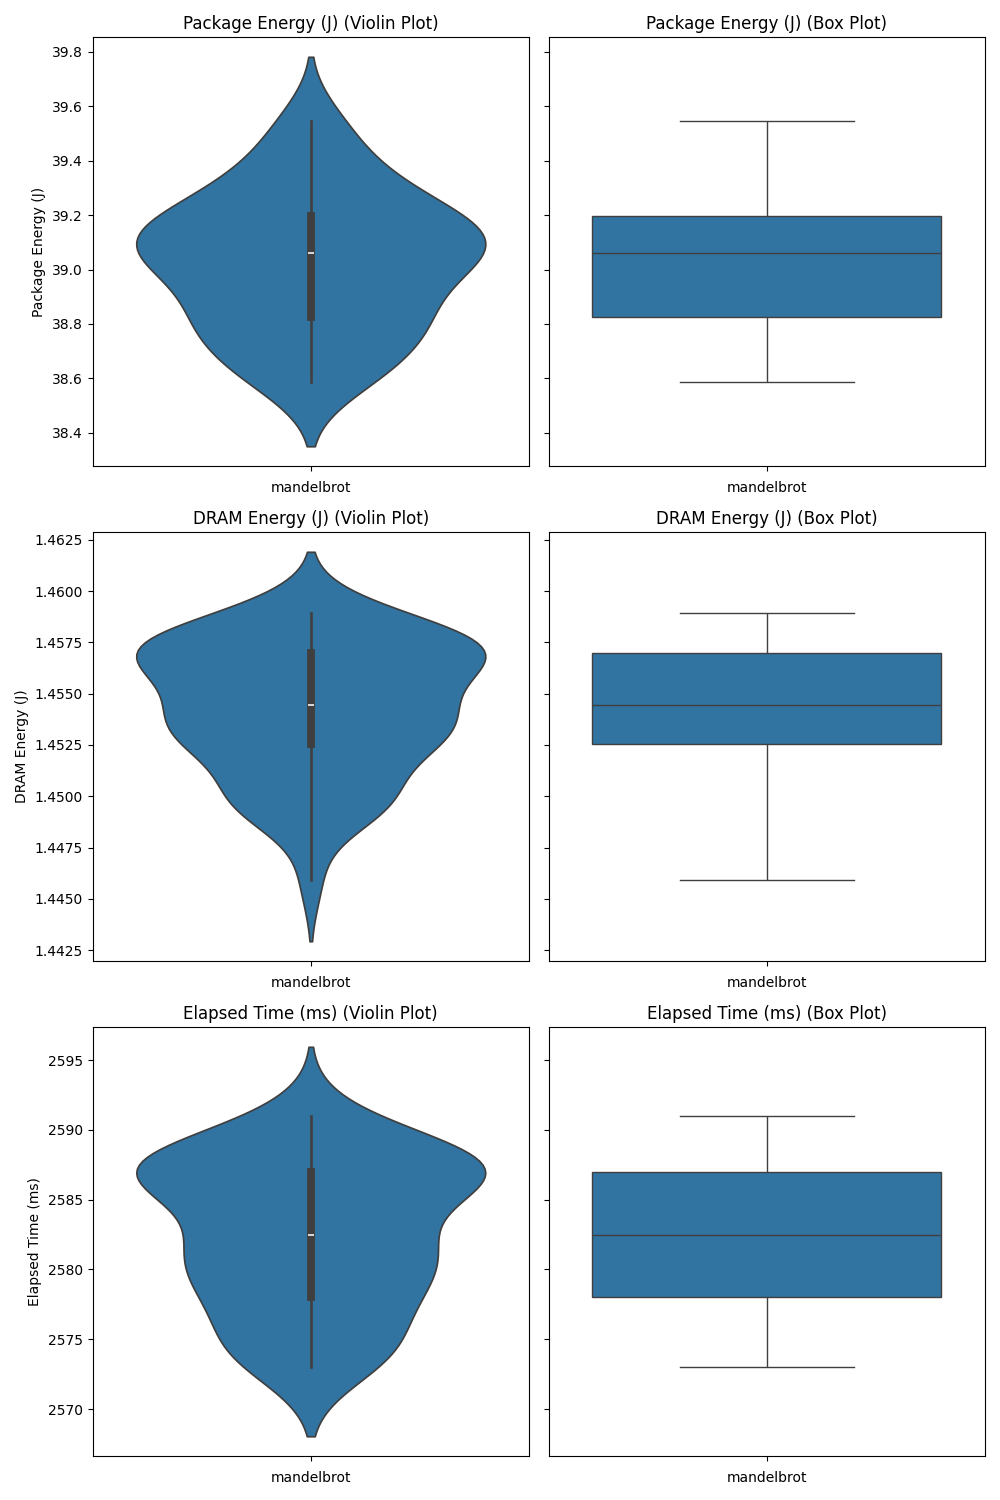 Package Energy (J) (Violin Plot)
Package Energy (J) (Box Plot)
39.8
39.6
39.4
39.2
39.0
38.8
38.6
38.4
Package Energy (J)
mandelbrot
mandelbrot
DRAM Energy (J) (Violin Plot)
DRAM Energy (J) (Box Plot)
1.4625
1.4600
1.4575
1.4550
1.4525
1.4500
1.4475
1.4450
1.4425
DRAM Energy (J)
mandelbrot
mandelbrot
Elapsed Time (ms) (Violin Plot)
Elapsed Time (ms) (Box Plot)
2595
2590
2585
2580
2575
2570
Elapsed Time (ms)
mandelbrot
mandelbrot